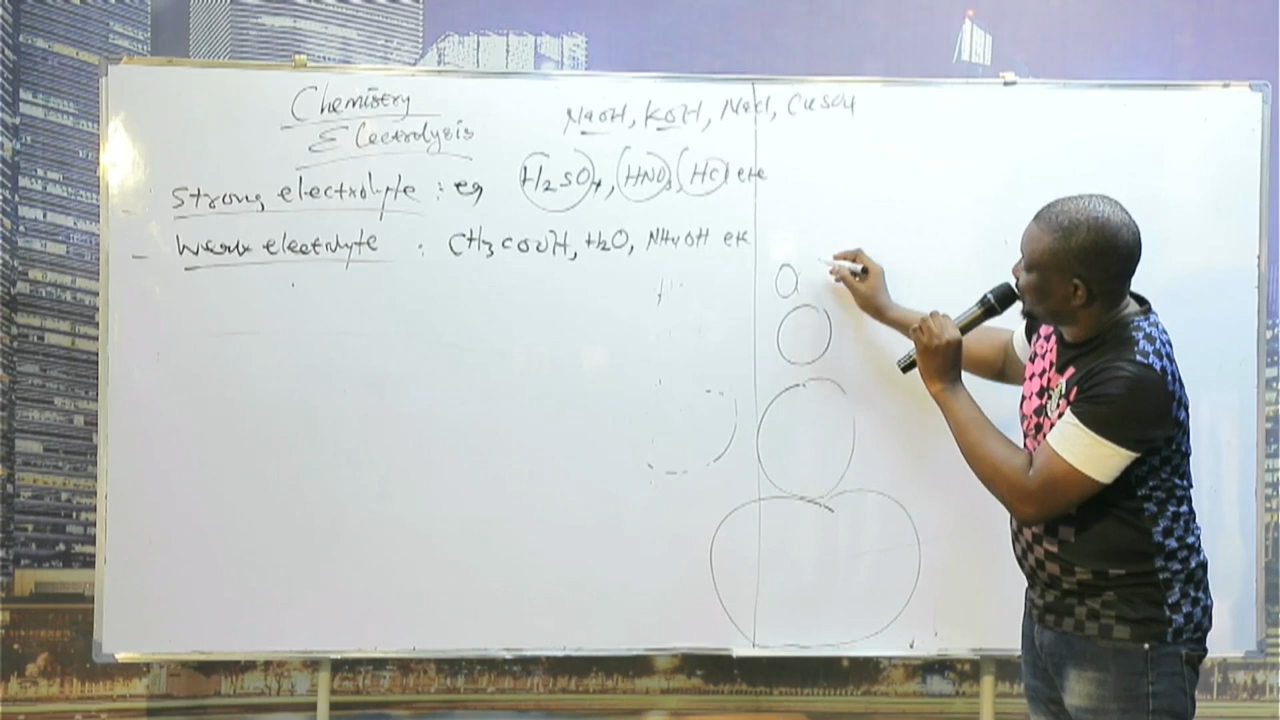 Chemistry
Electrolysis
NaOH, KOH, NaCl, CuSO4
Strong electrolyte : eg H2SO4, HNO3, HCl etc
- Weak electrolyte : CH3COOH, H2O, NH4OH etc